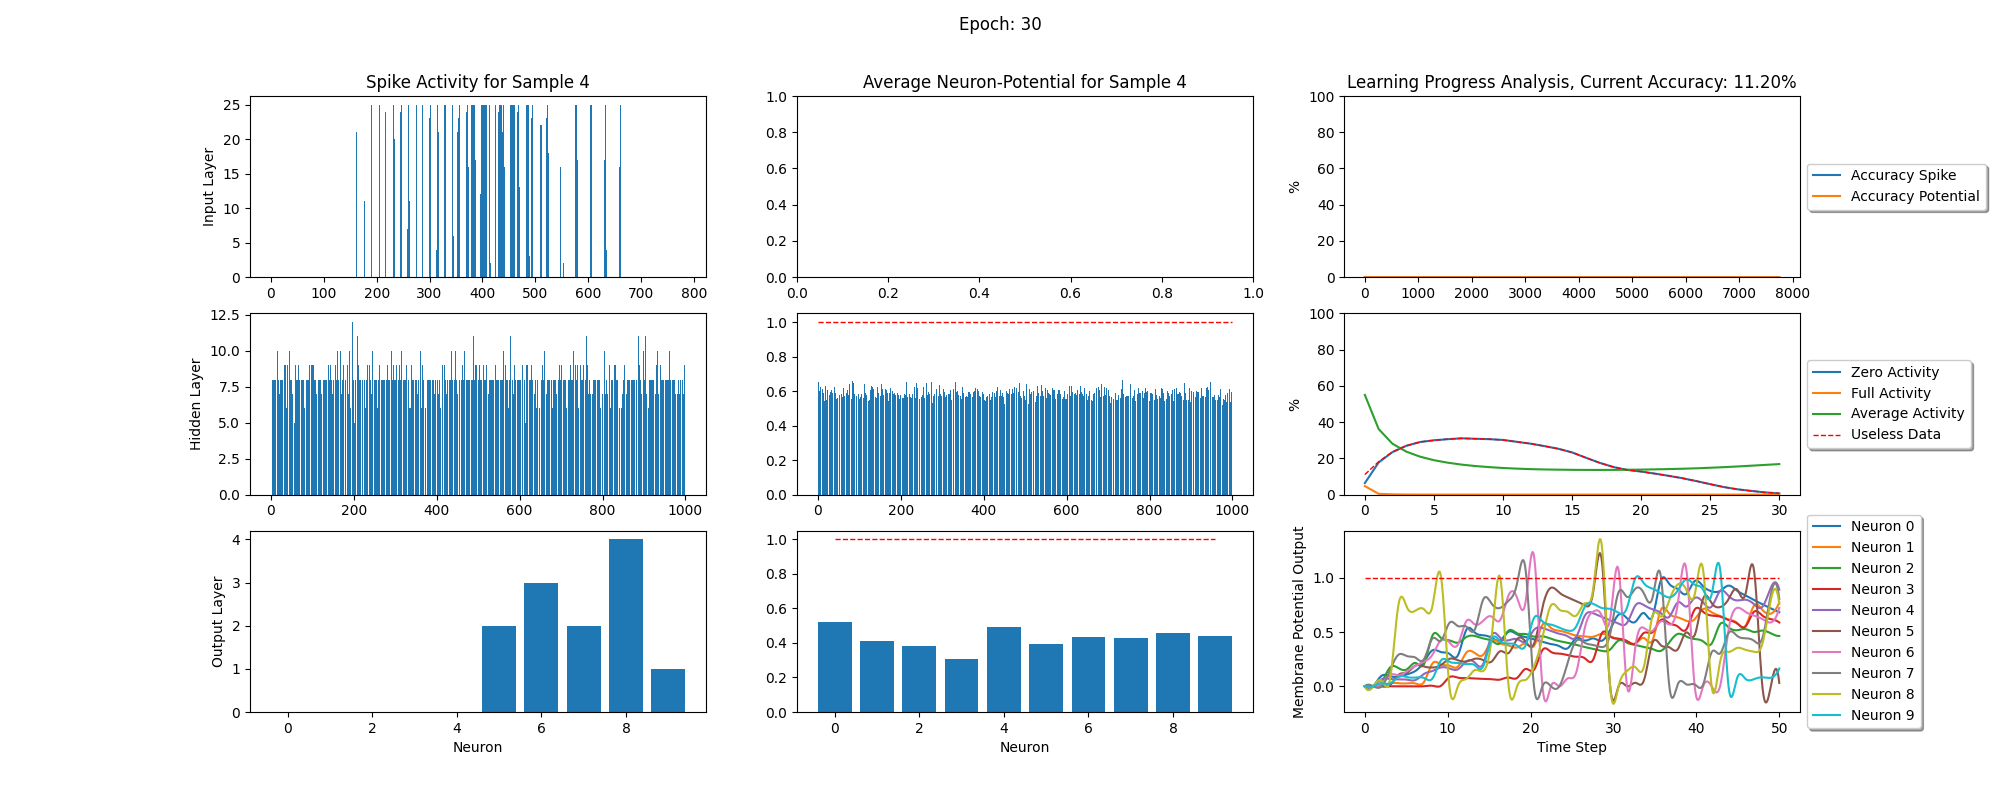 Epoch: 30
Spike Activity for Sample 4
Average Neuron-Potential for Sample 4
Learning Progress Analysis, Current Accuracy: 11.20%
Input Layer
25
20
15
10
5
0
0 100 200 300 400 500 600 700 800
1.0
0.8
0.6
0.4
0.2
0.0
0.0 0.2 0.4 0.6 0.8 1.0
%
100
80
60
40
20
0
0 1000 2000 3000 4000 5000 6000 7000 8000
Accuracy Spike
Accuracy Potential
Hidden Layer
12.5
10.0
7.5
5.0
2.5
0.0
0 200 400 600 800 1000
1.0
0.8
0.6
0.4
0.2
0.0
0 200 400 600 800 1000
%
100
80
60
40
20
0
0 5 10 15 20 25 30
Zero Activity
Full Activity
Average Activity
Useless Data
Output Layer
4
3
2
1
0
0 2 4 6 8
Neuron
1.0
0.8
0.6
0.4
0.2
0.0
0 2 4 6 8
Neuron
Membrane Potential Output
1.0
0.5
0.0
0 10 20 30 40 50
Time Step
Neuron 0
Neuron 1
Neuron 2
Neuron 3
Neuron 4
Neuron 5
Neuron 6
Neuron 7
Neuron 8
Neuron 9